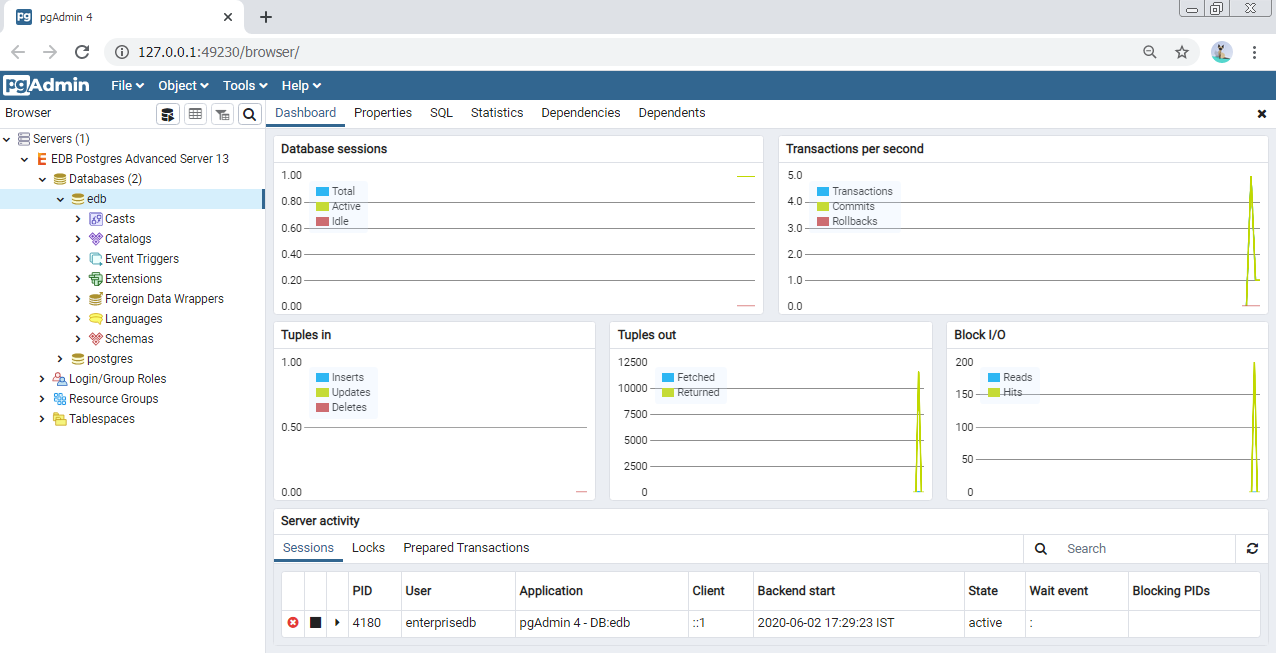 pgAdmin 4
127.0.0.1:49230/browser/
pgAdmin File Object Tools Help
Browser
Dashboard Properties SQL Statistics Dependencies Dependents
Servers (1)
EDB Postgres Advanced Server 13
Databases (2)
edb
Casts
Catalogs
Event Triggers
Extensions
Foreign Data Wrappers
Languages
Schemas
postgres
Login/Group Roles
Resource Groups
Tablespaces
Database sessions
1.00
0.80
0.60
0.40
0.20
0.00
Total
Active
Idle
Transactions per second
5.0
4.0
3.0
2.0
1.0
0.0
Transactions
Commits
Rollbacks
Tuples in
1.00
0.50
0.00
Inserts
Updates
Deletes
Tuples out
12500
10000
7500
5000
2500
0
Fetched
Returned
Block I/O
200
150
100
50
0
Reads
Hits
Server activity
Sessions Locks Prepared Transactions Search
PID User Application Client Backend start State Wait event Blocking PIDs
4180 enterprisedb pgAdmin 4 - DB:edb ::1 2020-06-02 17:29:23 IST active :